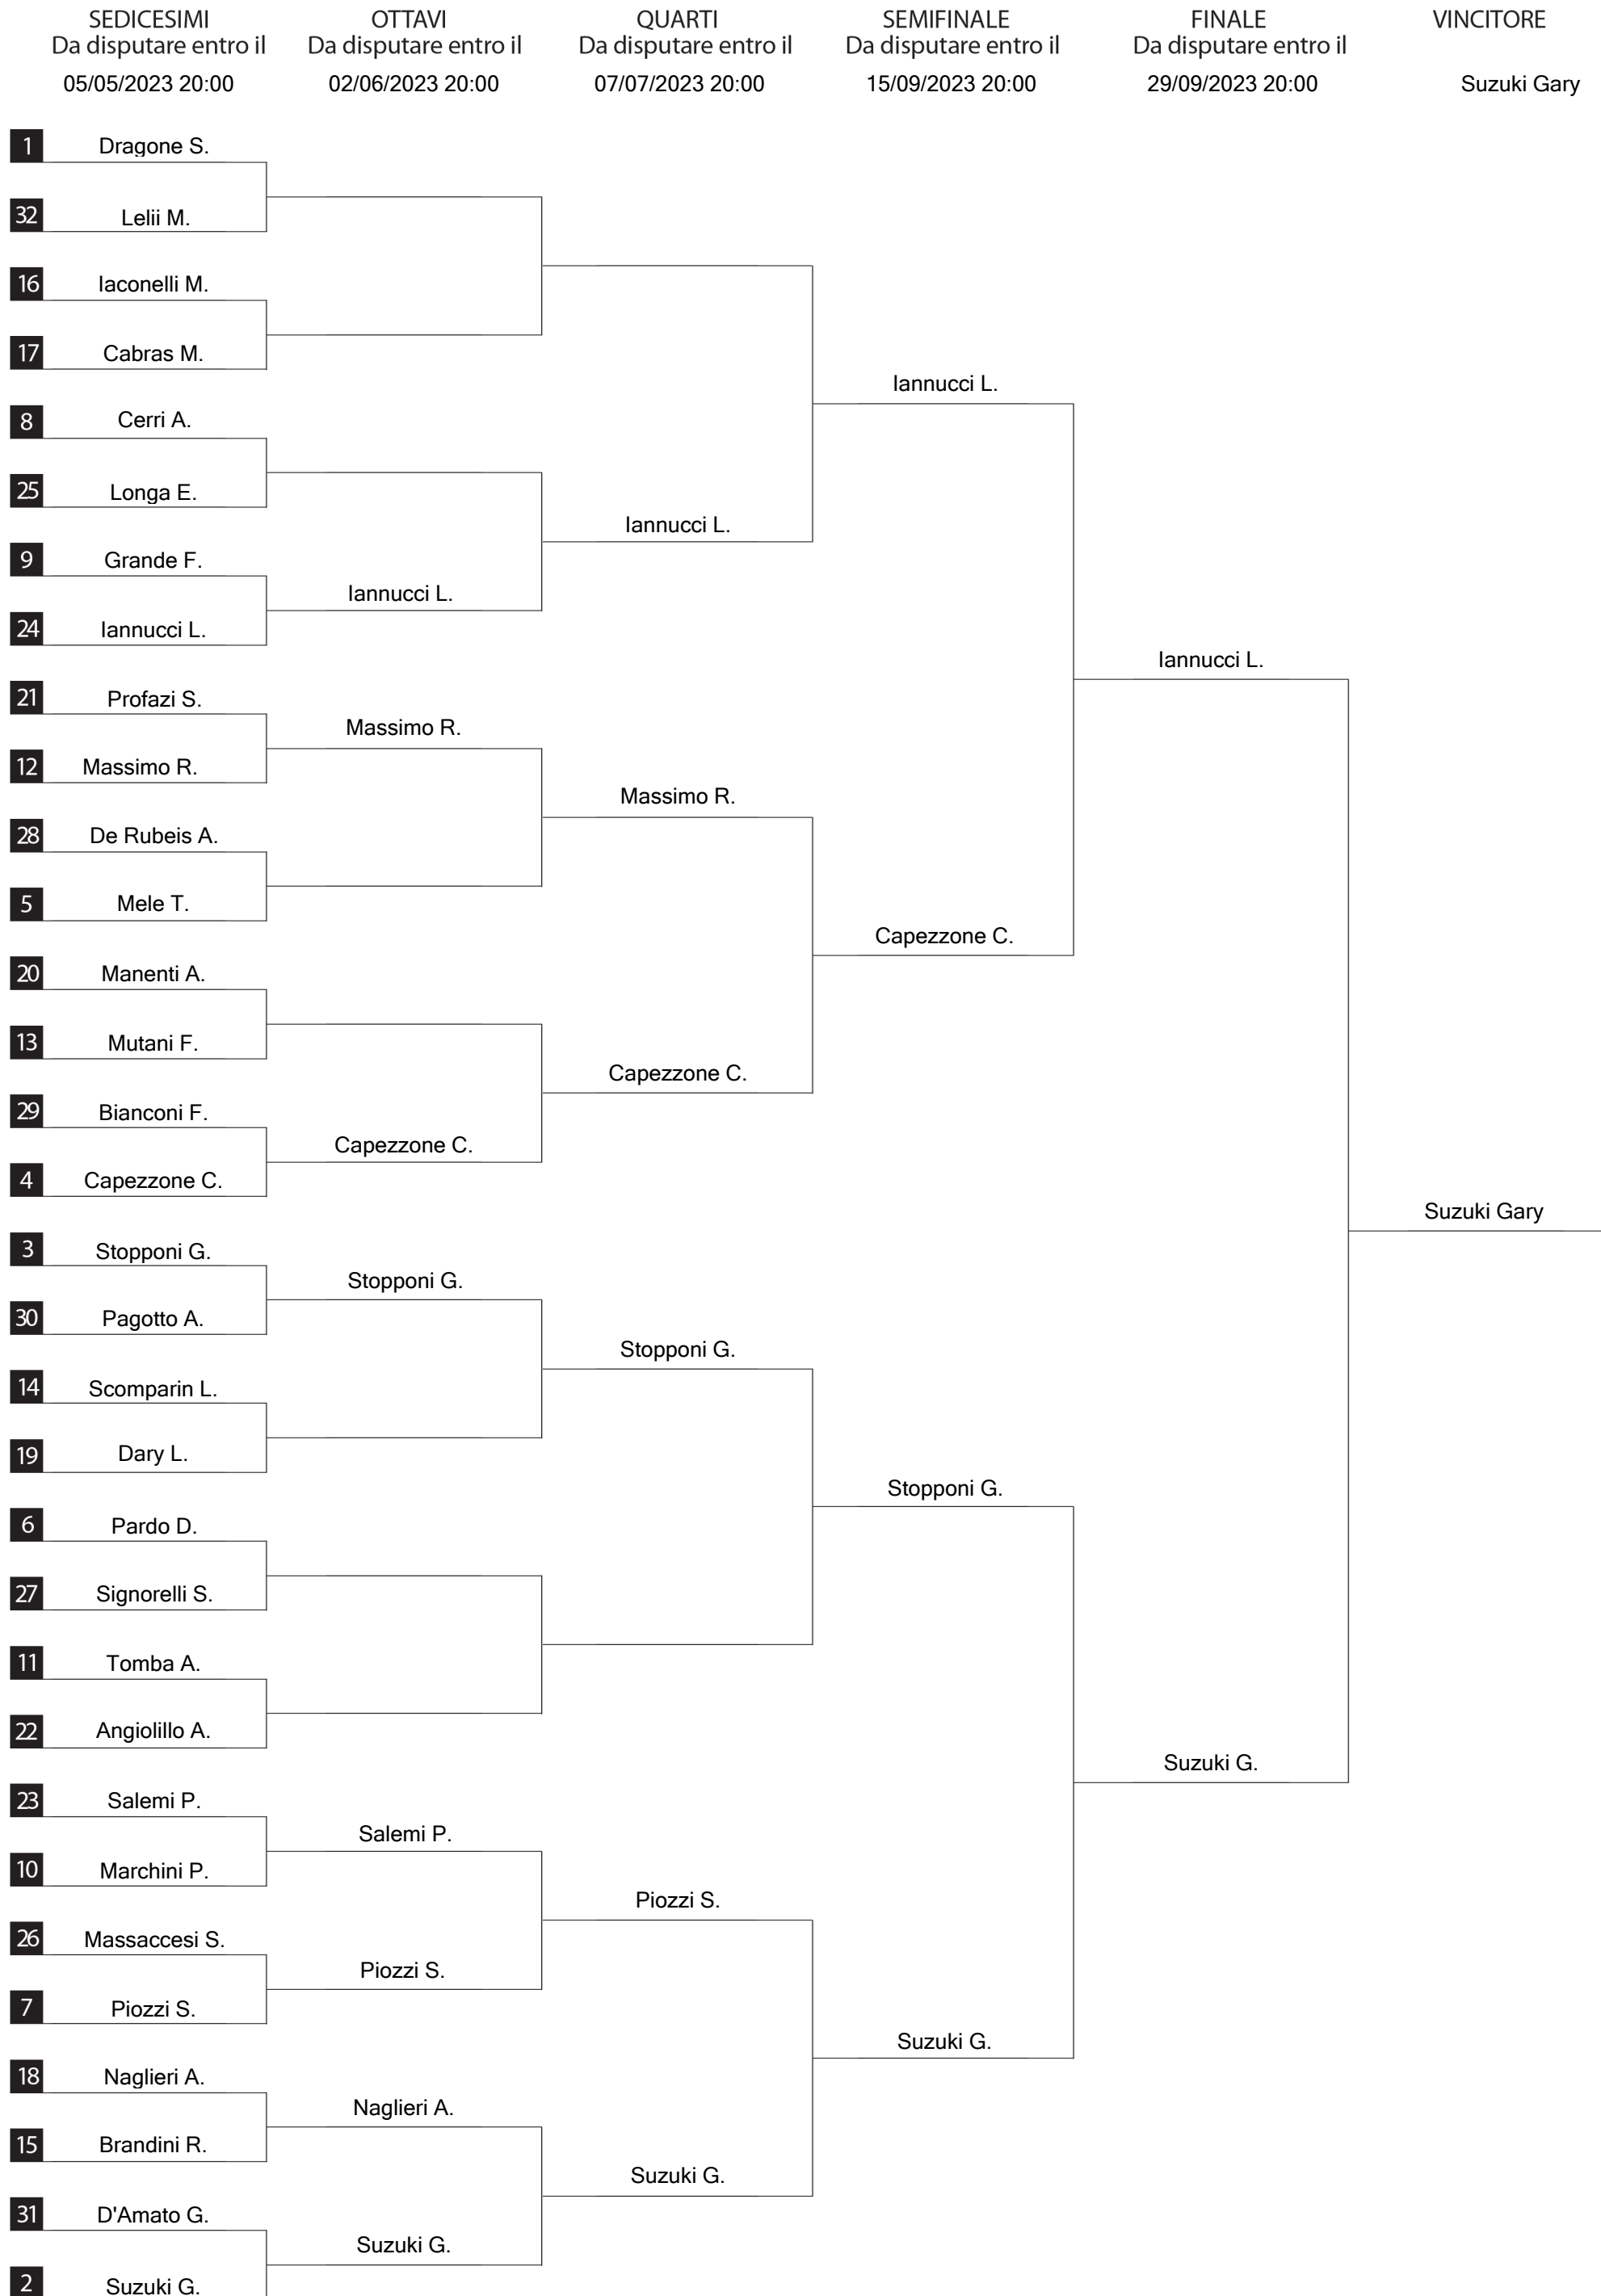 SEDICESIMI
Da disputare entro il
05/05/2023 20:00
OTTAVI
Da disputare entro il
02/06/2023 20:00
QUARTI
Da disputare entro il
07/07/2023 20:00
SEMIFINALE
Da disputare entro il
15/09/2023 20:00
FINALE
Da disputare entro il
29/09/2023 20:00
VINCITORE
Suzuki Gary
1 Dragone S.
32 Lelii M.
16 Iaconelli M.
17 Cabras M.
8 Cerri A.
25 Longa E.
9 Grande F.
24 Iannucci L.
21 Profazi S.
12 Massimo R.
28 De Rubeis A.
5 Mele T.
20 Manenti A.
13 Mutani F.
29 Bianconi F.
4 Capezzone C.
3 Stopponi G.
30 Pagotto A.
14 Scomparin L.
19 Dary L.
6 Pardo D.
27 Signorelli S.
11 Tomba A.
22 Angiolillo A.
23 Salemi P.
10 Marchini P.
26 Massaccesi S.
7 Piozzi S.
18 Naglieri A.
15 Brandini R.
31 D'Amato G.
2 Suzuki G.
Iannucci L.
Massimo R.
Capezzone C.
Stopponi G.
Salemi P.
Piozzi S.
Naglieri A.
Suzuki G.
Iannucci L.
Massimo R.
Capezzone C.
Stopponi G.
Piozzi S.
Suzuki G.
Iannucci L.
Capezzone C.
Stopponi G.
Suzuki G.
Iannucci L.
Suzuki G.
Suzuki Gary